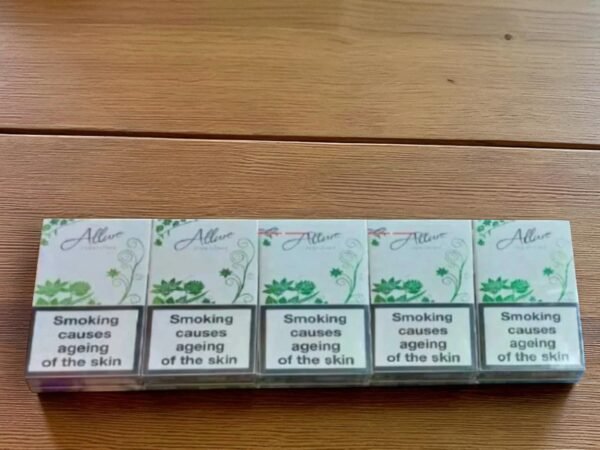 Allure
Smoking
causes
ageing
of the skin
Allure
Smoking
causes
ageing
of the skin
Allure
Smoking
causes
ageing
of the skin
Allure
Smoking
causes
ageing
of the skin
Allure
Smoking
causes
ageing
of the skin